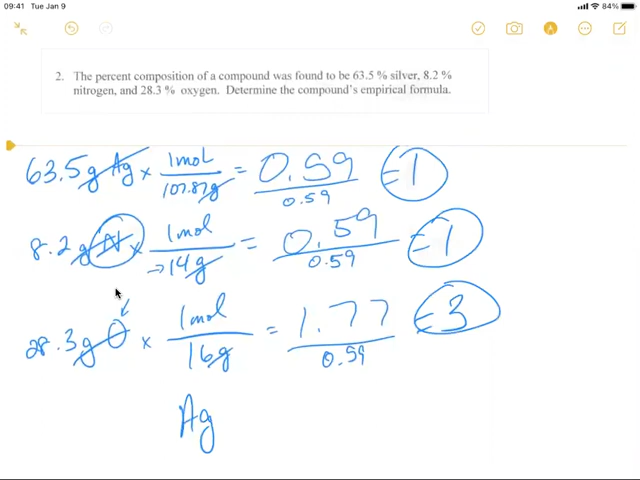 09:41 Tue Jan 9
84%
2. The percent composition of a compound was found to be 63.5 % silver, 8.2 %
nitrogen, and 28.3 % oxygen. Determine the compound's empirical formula.
63.5g Ag × 1mol / 107.87g = 0.59 / 0.59 = 1
8.2g N × 1mol / →14g = 0.59 / 0.59 = 1
28.3g O × 1mol / 16g = 1.77 / 0.59 = 3
Ag